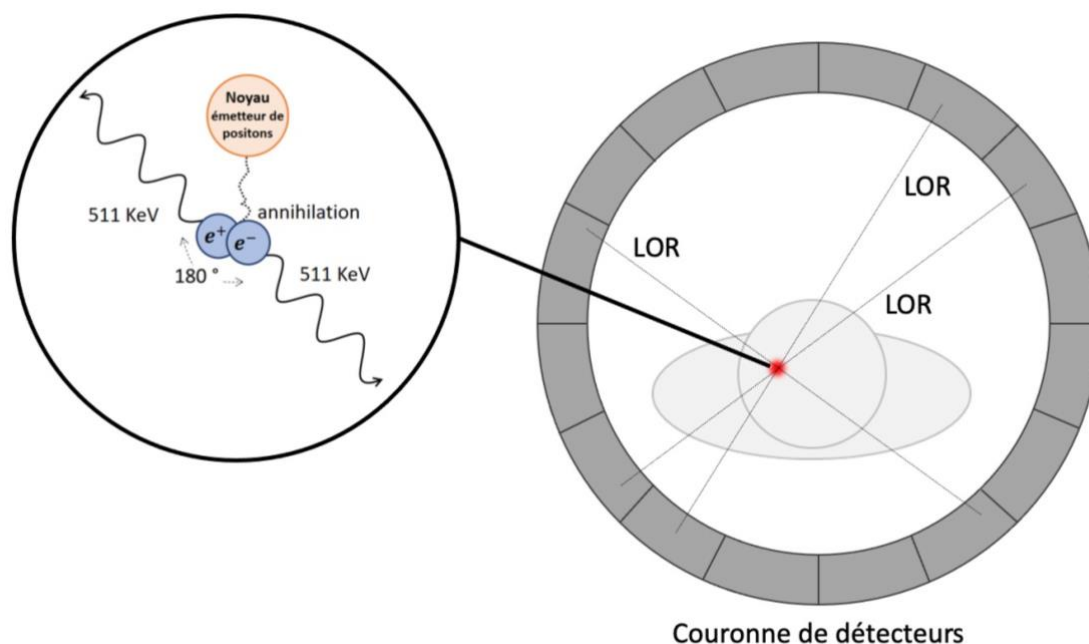 Noyau
émetteur de
positons
annihilation
511 KeV
e⁺
e⁻
180 °
511 KeV
LOR
LOR
LOR
Couronne de détecteurs